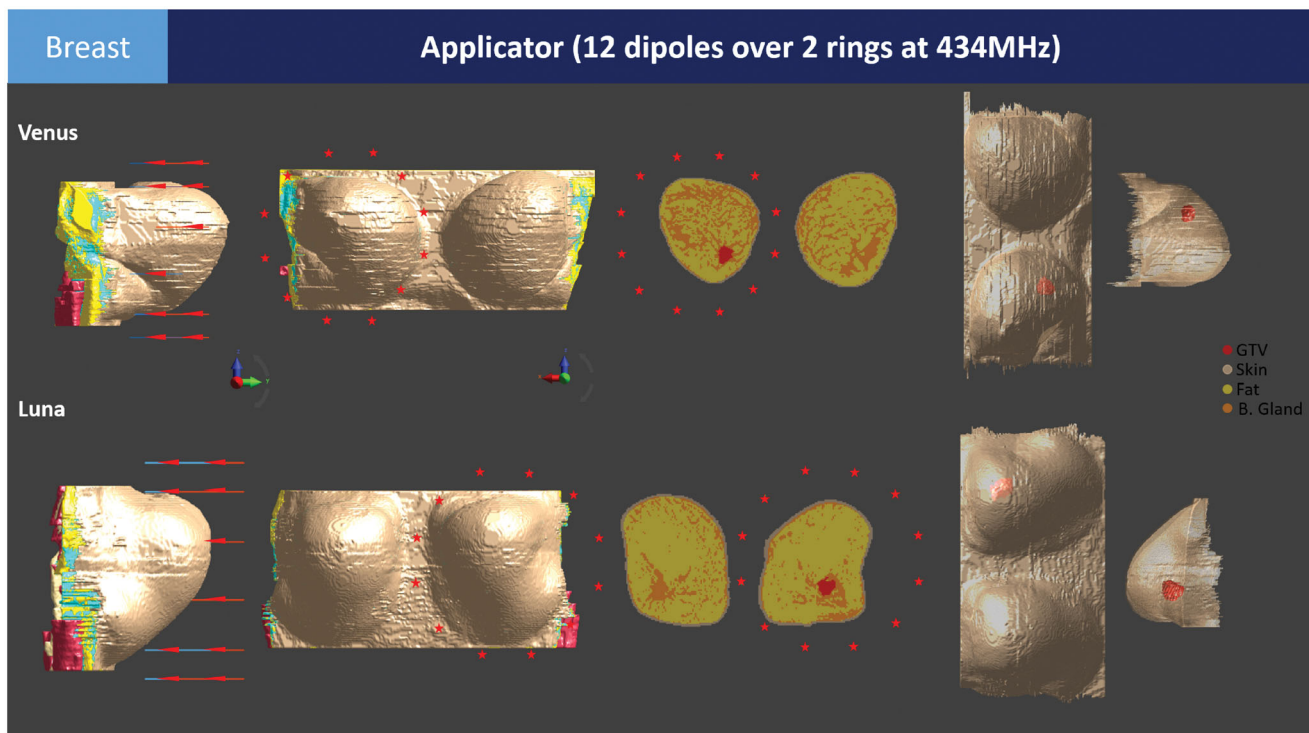 Breast
Applicator (12 dipoles over 2 rings at 434MHz)
Venus
GTV
Skin
Fat
B. Gland
Luna